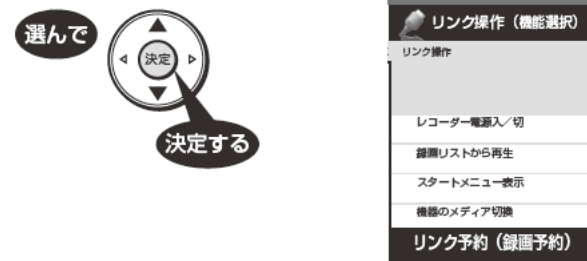 選んで
決定
決定する
リンク操作（機能選択）
リンク操作
レコーダー電源入／切
録画リストから再生
スタートメニュー表示
機器のメディア切換
リンク予約（録画予約）